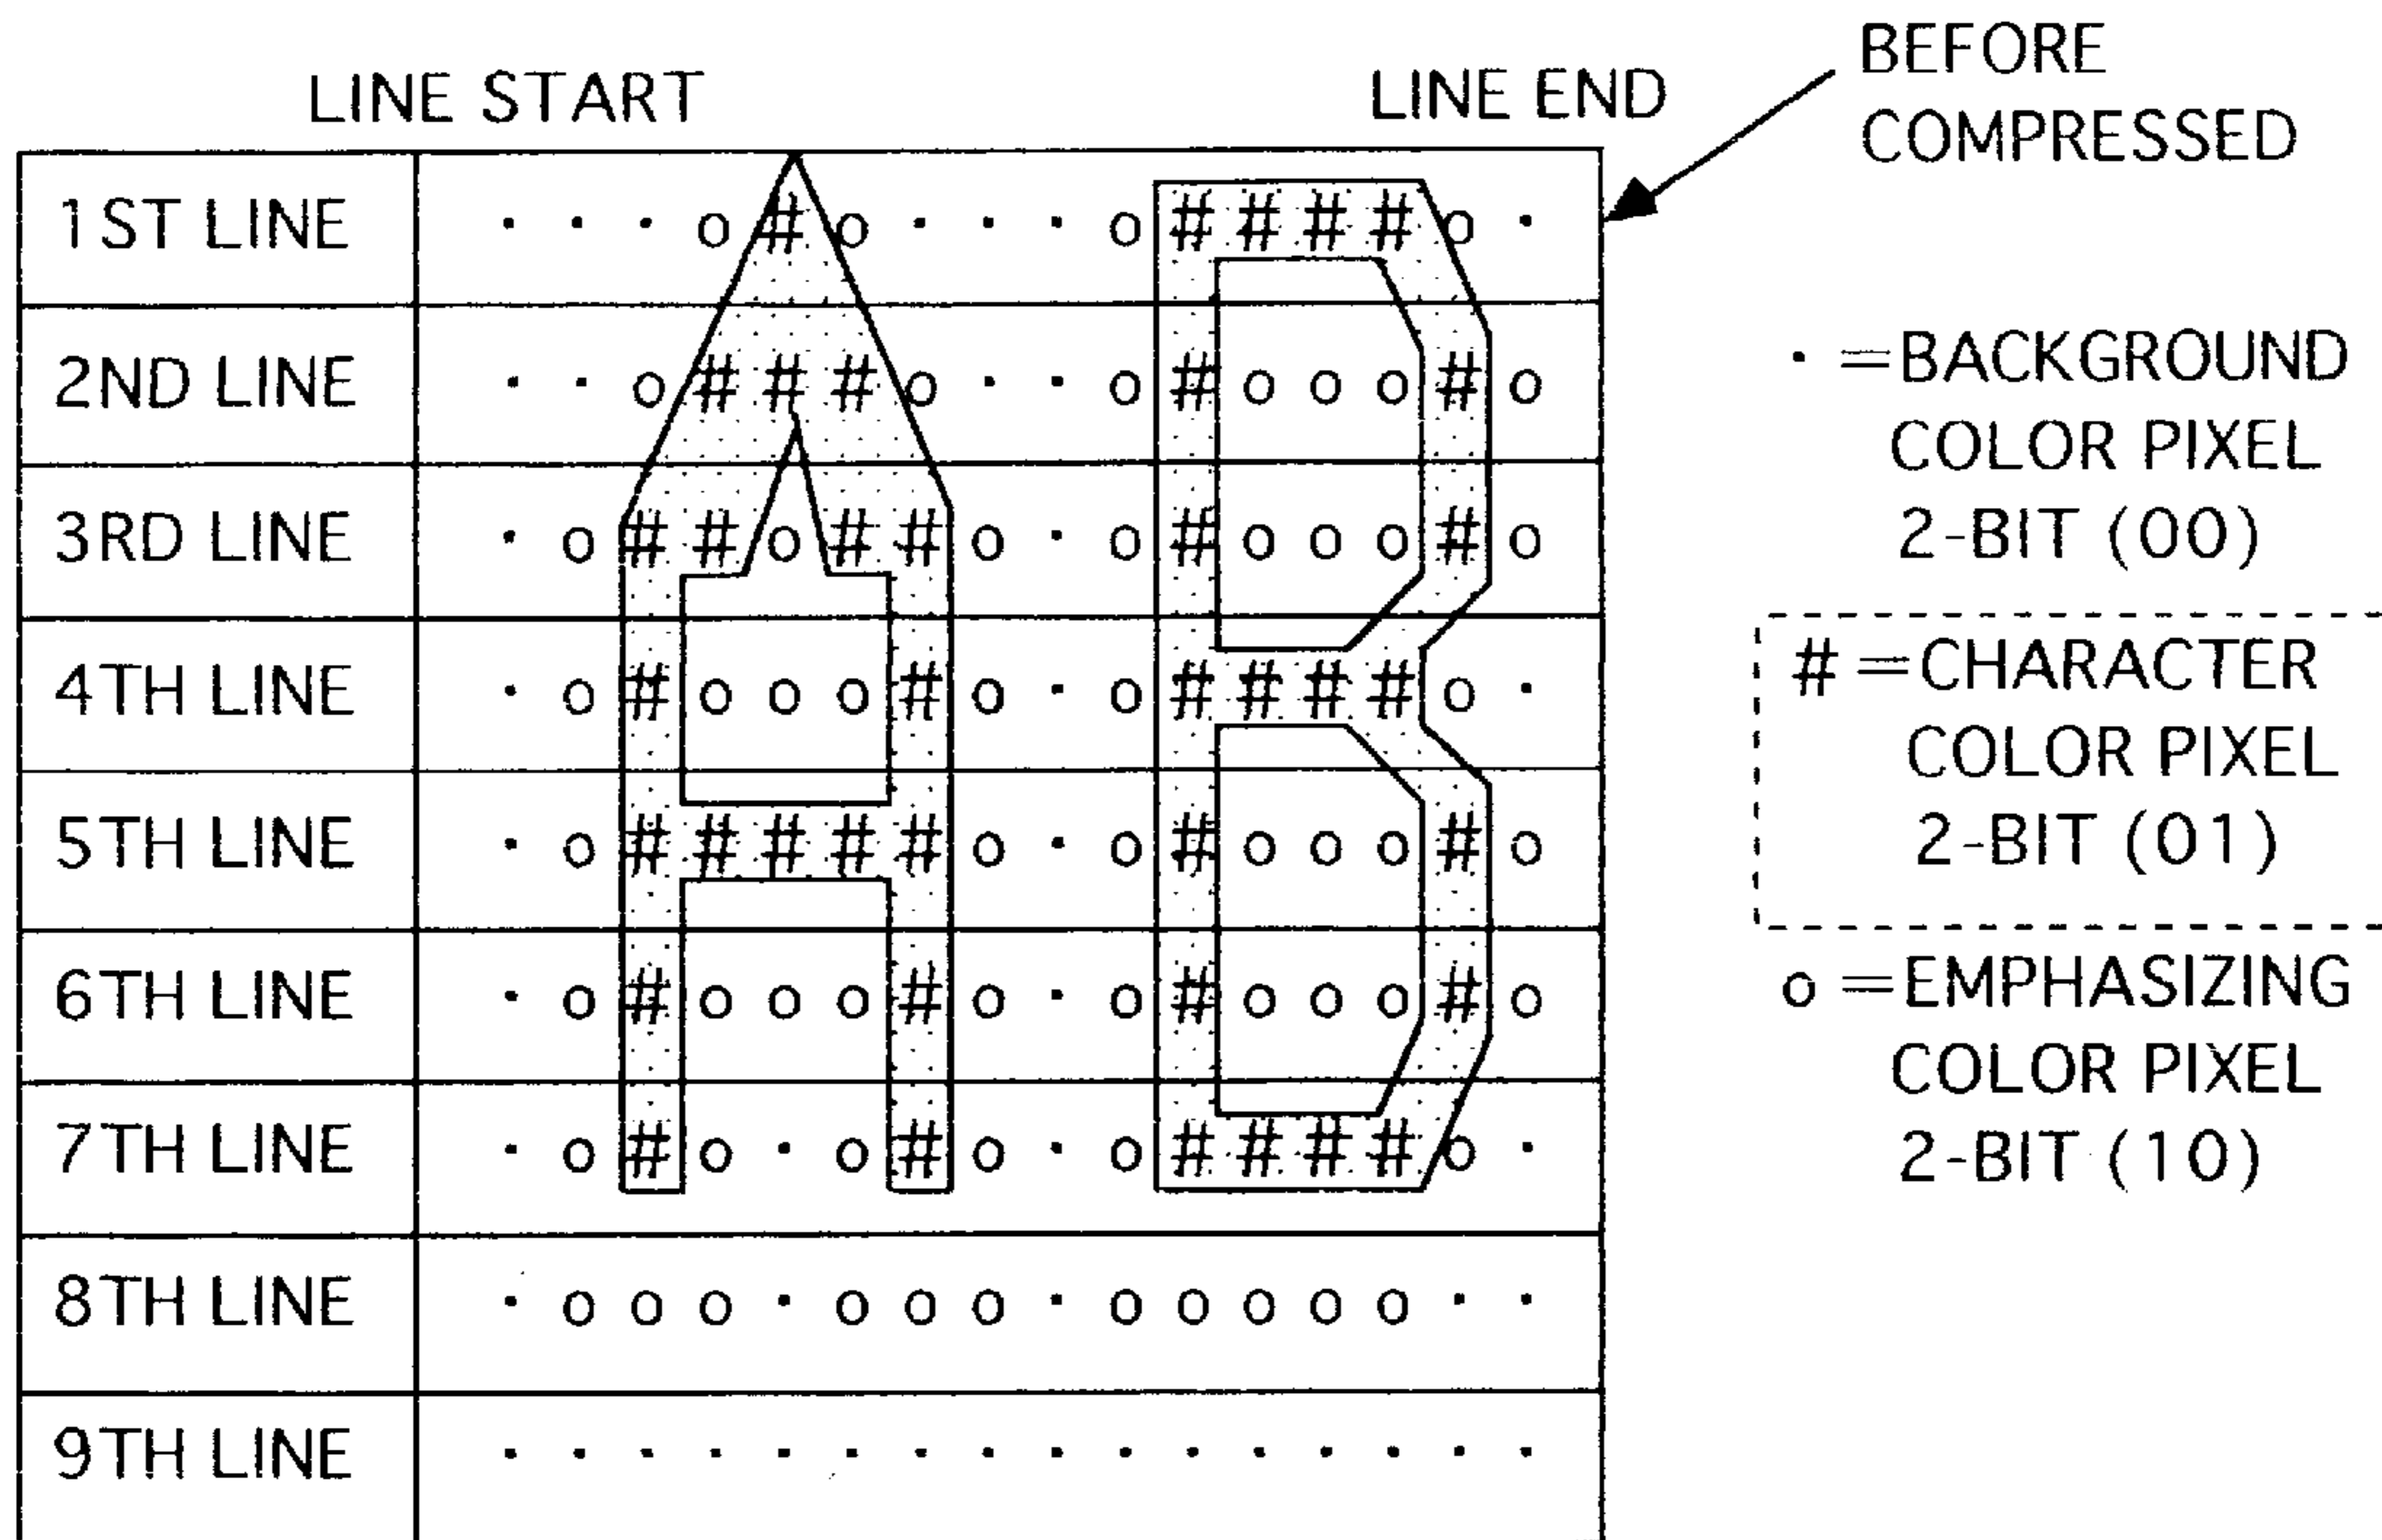 LINE START LINE END BEFORE
COMPRESSED
1ST LINE · · · o # o · · · o # # # # o ·
2ND LINE · · o # # # o · · o # o o o # o
3RD LINE · o # # o # # o · o # o o o # o
4TH LINE · o # o o o # o · o # # # # o ·
5TH LINE · o # # # # # o · o # o o o # o
6TH LINE · o # o o o # o · o # o o o # o
7TH LINE · o # o · o # o · o # # # # o ·
8TH LINE · o o o · o o o · o o o o o · ·
9TH LINE · · · · · · · · · · · · · · · ·
· =BACKGROUND
COLOR PIXEL
2-BIT (00)
# =CHARACTER
COLOR PIXEL
2-BIT (01)
o =EMPHASIZING
COLOR PIXEL
2-BIT (10)